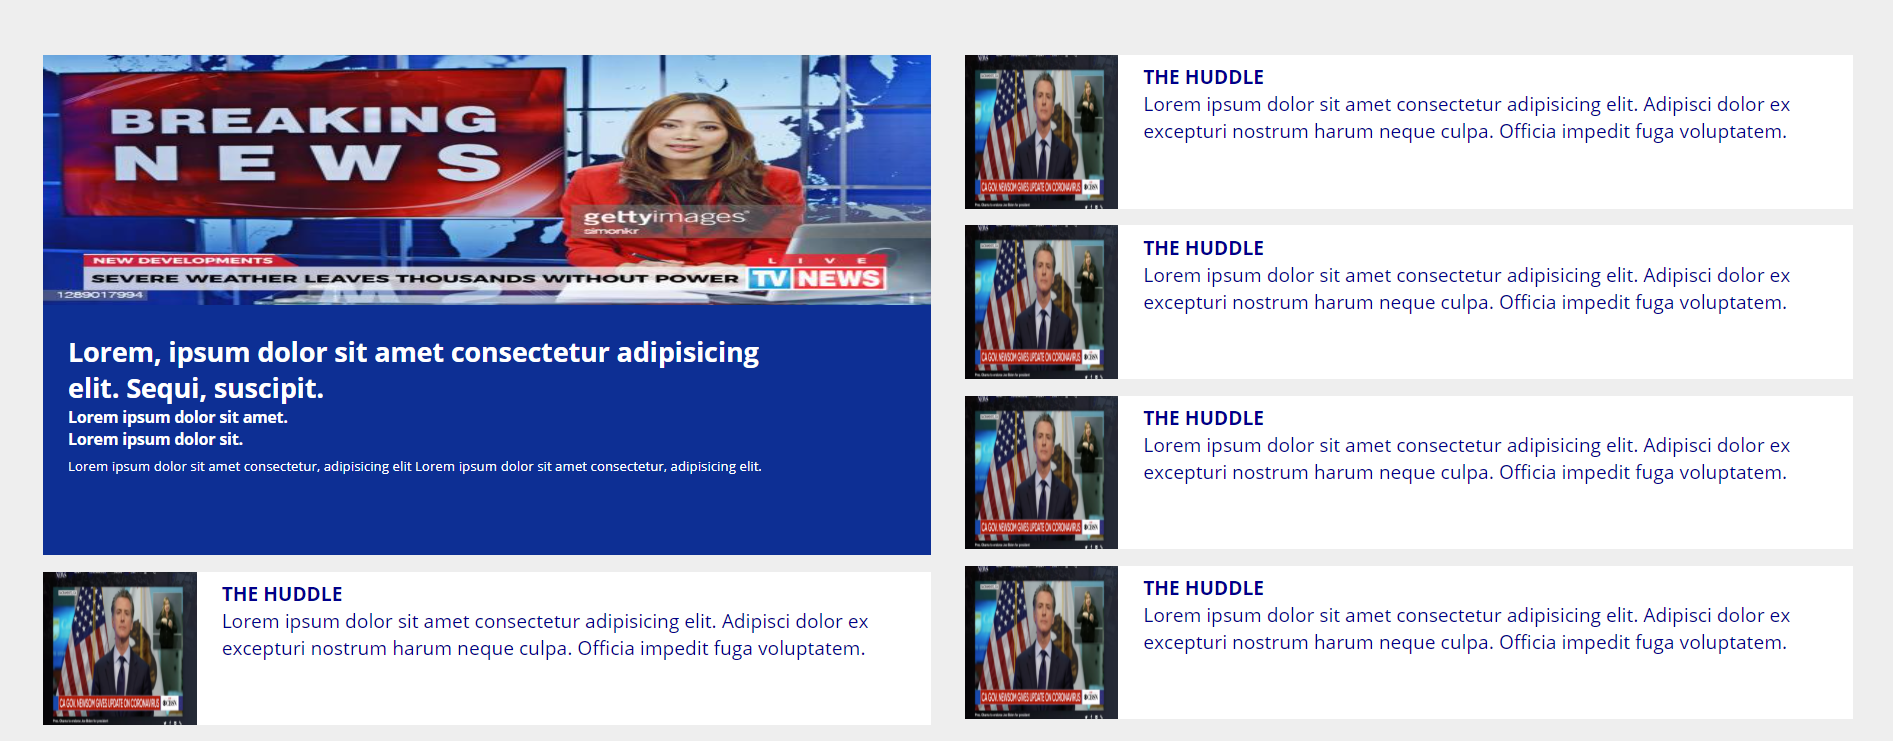 BREAKING
NEWS
gettyimages®
simonkr
LIVE
NEW DEVELOPMENTS
SEVERE WEATHER LEAVES THOUSANDS WITHOUT POWER
TV NEWS
1289017994
Lorem, ipsum dolor sit amet consectetur adipisicing
elit. Sequi, suscipit.
Lorem ipsum dolor sit amet.
Lorem ipsum dolor sit.
Lorem ipsum dolor sit amet consectetur, adipisicing elit Lorem ipsum dolor sit amet consectetur, adipisicing elit.
THE HUDDLE
Lorem ipsum dolor sit amet consectetur adipisicing elit. Adipisci dolor ex
excepturi nostrum harum neque culpa. Officia impedit fuga voluptatem.
CA GOV. NEWSOM GIVES UPDATE ON CORONAVIRUS
CBSN
THE HUDDLE
Lorem ipsum dolor sit amet consectetur adipisicing elit. Adipisci dolor ex
excepturi nostrum harum neque culpa. Officia impedit fuga voluptatem.
CA GOV. NEWSOM GIVES UPDATE ON CORONAVIRUS
CBSN
THE HUDDLE
Lorem ipsum dolor sit amet consectetur adipisicing elit. Adipisci dolor ex
excepturi nostrum harum neque culpa. Officia impedit fuga voluptatem.
CA GOV. NEWSOM GIVES UPDATE ON CORONAVIRUS
CBSN
THE HUDDLE
Lorem ipsum dolor sit amet consectetur adipisicing elit. Adipisci dolor ex
excepturi nostrum harum neque culpa. Officia impedit fuga voluptatem.
CA GOV. NEWSOM GIVES UPDATE ON CORONAVIRUS
CBSN
THE HUDDLE
Lorem ipsum dolor sit amet consectetur adipisicing elit. Adipisci dolor ex
excepturi nostrum harum neque culpa. Officia impedit fuga voluptatem.
CA GOV. NEWSOM GIVES UPDATE ON CORONAVIRUS
CBSN